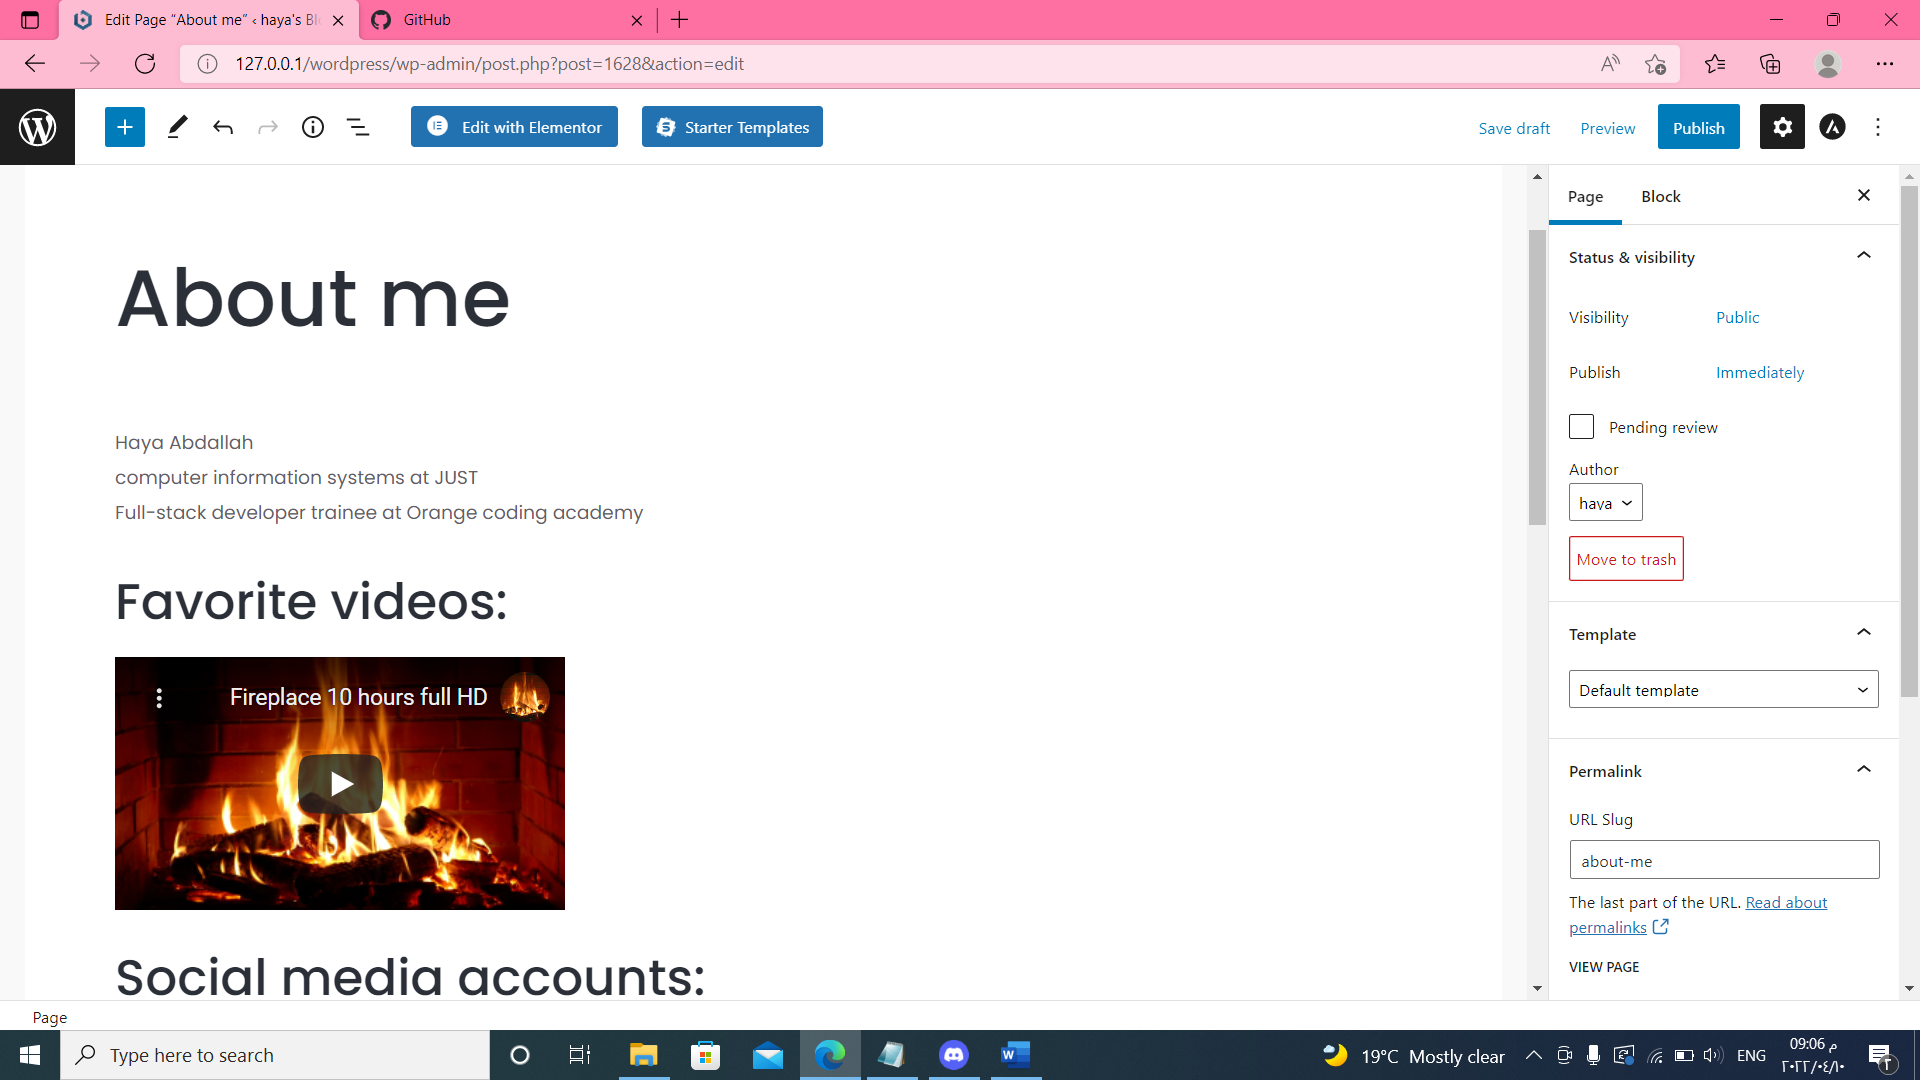 Edit Page “About me” ‹ haya's Bl
GitHub
127.0.0.1/wordpress/wp-admin/post.php?post=1628&action=edit
Edit with Elementor
Starter Templates
Save draft
Preview
Publish
Page
Block
Status & visibility
Visibility
Public
Publish
Immediately
Pending review
Author
haya
Move to trash
Template
Default template
Permalink
URL Slug
about-me
The last part of the URL. Read about
permalinks
VIEW PAGE
About me
Haya Abdallah
computer information systems at JUST
Full-stack developer trainee at Orange coding academy
Favorite videos:
Fireplace 10 hours full HD
Social media accounts:
Page
Type here to search
19°C Mostly clear
ENG
09:06 م
٢٠٢٢/٠٤/١٠
٢